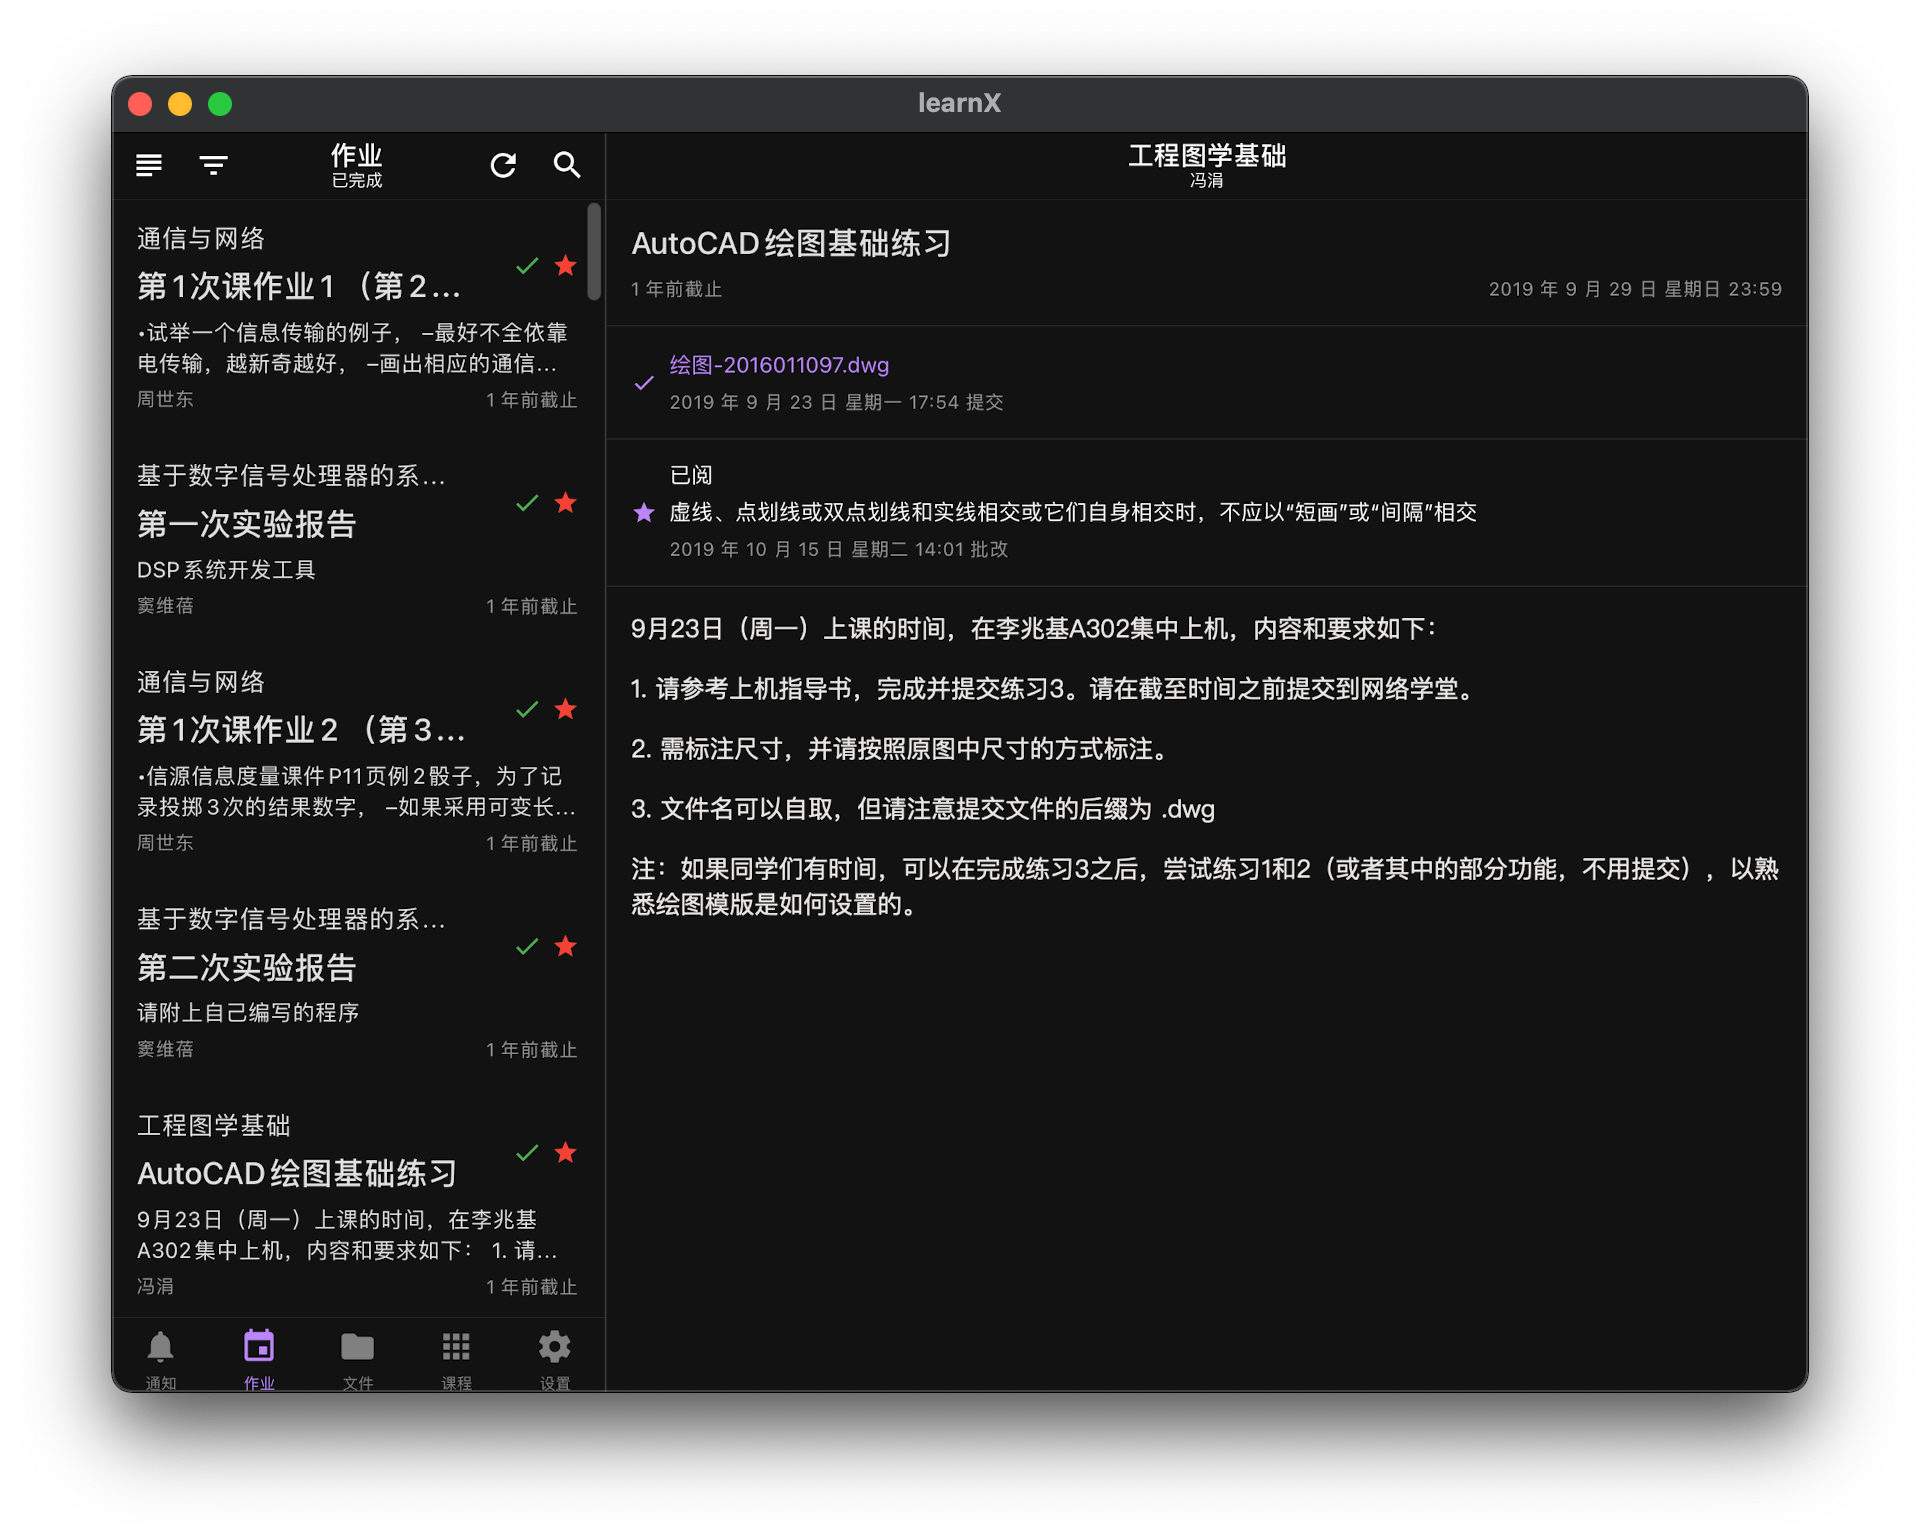 learnX
作业
已完成
通信与网络
第1次课作业1（第2...
•试举一个信息传输的例子， –最好不全依靠
电传输，越新奇越好， –画出相应的通信...
周世东 1 年前截止
基于数字信号处理器的系...
第一次实验报告
DSP系统开发工具
窦维蓓 1 年前截止
通信与网络
第1次课作业2（第3...
•信源信息度量课件P11页例2骰子，为了记
录投掷3次的结果数字， –如果采用可变长...
周世东 1 年前截止
基于数字信号处理器的系...
第二次实验报告
请附上自己编写的程序
窦维蓓 1 年前截止
工程图学基础
AutoCAD绘图基础练习
9月23日（周一）上课的时间，在李兆基
A302集中上机，内容和要求如下： 1. 请...
冯涓 1 年前截止
通知 作业 文件 课程 设置
工程图学基础
冯涓
AutoCAD绘图基础练习
1 年前截止 2019 年 9 月 29 日 星期日 23:59
绘图-2016011097.dwg
2019 年 9 月 23 日 星期一 17:54 提交
已阅
虚线、点划线或双点划线和实线相交或它们自身相交时，不应以“短画”或“间隔”相交
2019 年 10 月 15 日 星期二 14:01 批改
9月23日（周一）上课的时间，在李兆基A302集中上机，内容和要求如下：
1. 请参考上机指导书，完成并提交练习3。请在截至时间之前提交到网络学堂。
2. 需标注尺寸，并请按照原图中尺寸的方式标注。
3. 文件名可以自取，但请注意提交文件的后缀为 .dwg
注：如果同学们有时间，可以在完成练习3之后，尝试练习1和2（或者其中的部分功能，不用提交），以熟
悉绘图模版是如何设置的。